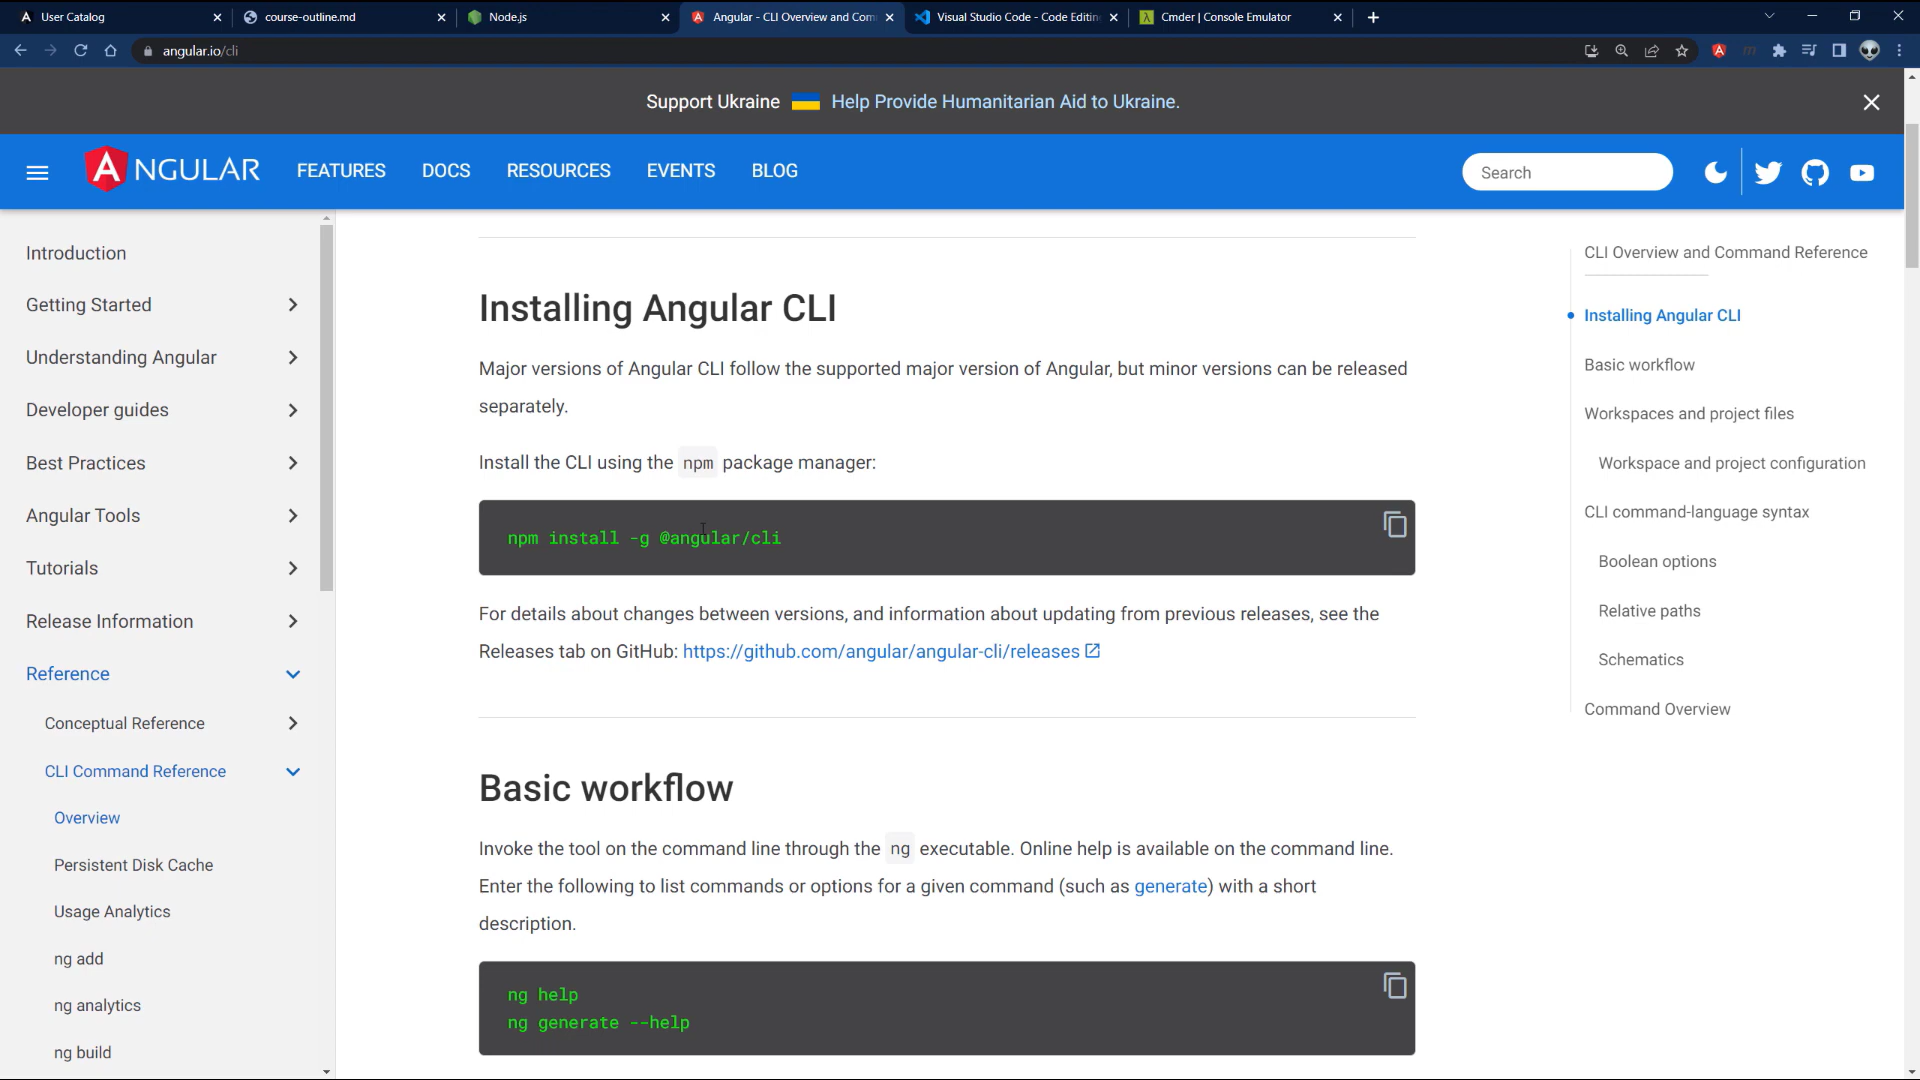 User Catalog
course-outline.md
Node.js
Angular - CLI Overview and Com
Visual Studio Code - Code Editin
Cmder | Console Emulator
angular.io/cli
Support Ukraine Help Provide Humanitarian Aid to Ukraine.
ANGULAR
FEATURES
DOCS
RESOURCES
EVENTS
BLOG
Search
Introduction
Getting Started
Understanding Angular
Developer guides
Best Practices
Angular Tools
Tutorials
Release Information
Reference
Conceptual Reference
CLI Command Reference
Overview
Persistent Disk Cache
Usage Analytics
ng add
ng analytics
ng build
Installing Angular CLI
Major versions of Angular CLI follow the supported major version of Angular, but minor versions can be released
separately.
Install the CLI using the npm package manager:
npm install -g @angular/cli
For details about changes between versions, and information about updating from previous releases, see the
Releases tab on GitHub: https://github.com/angular/angular-cli/releases
Basic workflow
Invoke the tool on the command line through the ng executable. Online help is available on the command line.
Enter the following to list commands or options for a given command (such as generate) with a short
description.
ng help
ng generate --help
CLI Overview and Command Reference
Installing Angular CLI
Basic workflow
Workspaces and project files
Workspace and project configuration
CLI command-language syntax
Boolean options
Relative paths
Schematics
Command Overview